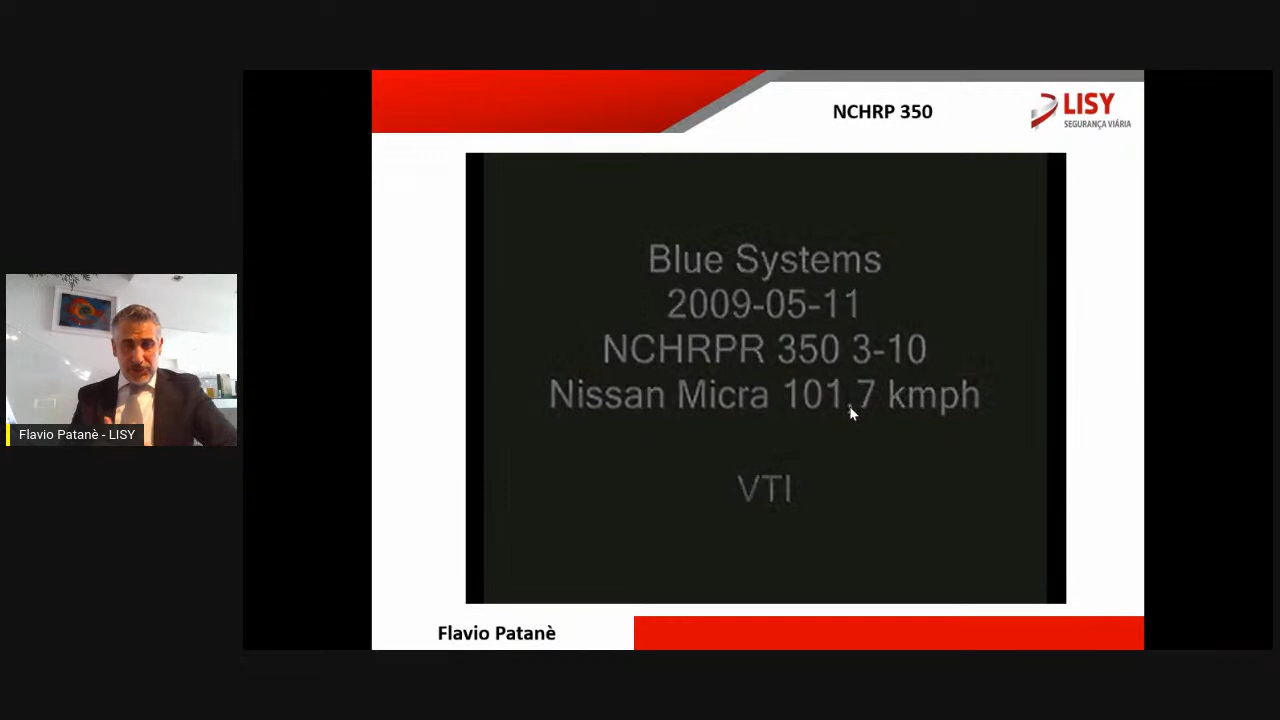 NCHRP 350
LISY
SEGURANÇA VIÁRIA
Blue Systems
2009-05-11
NCHRPR 350 3-10
Nissan Micra 101.7 kmph
VTI
Flavio Patanè - LISY
Flavio Patanè